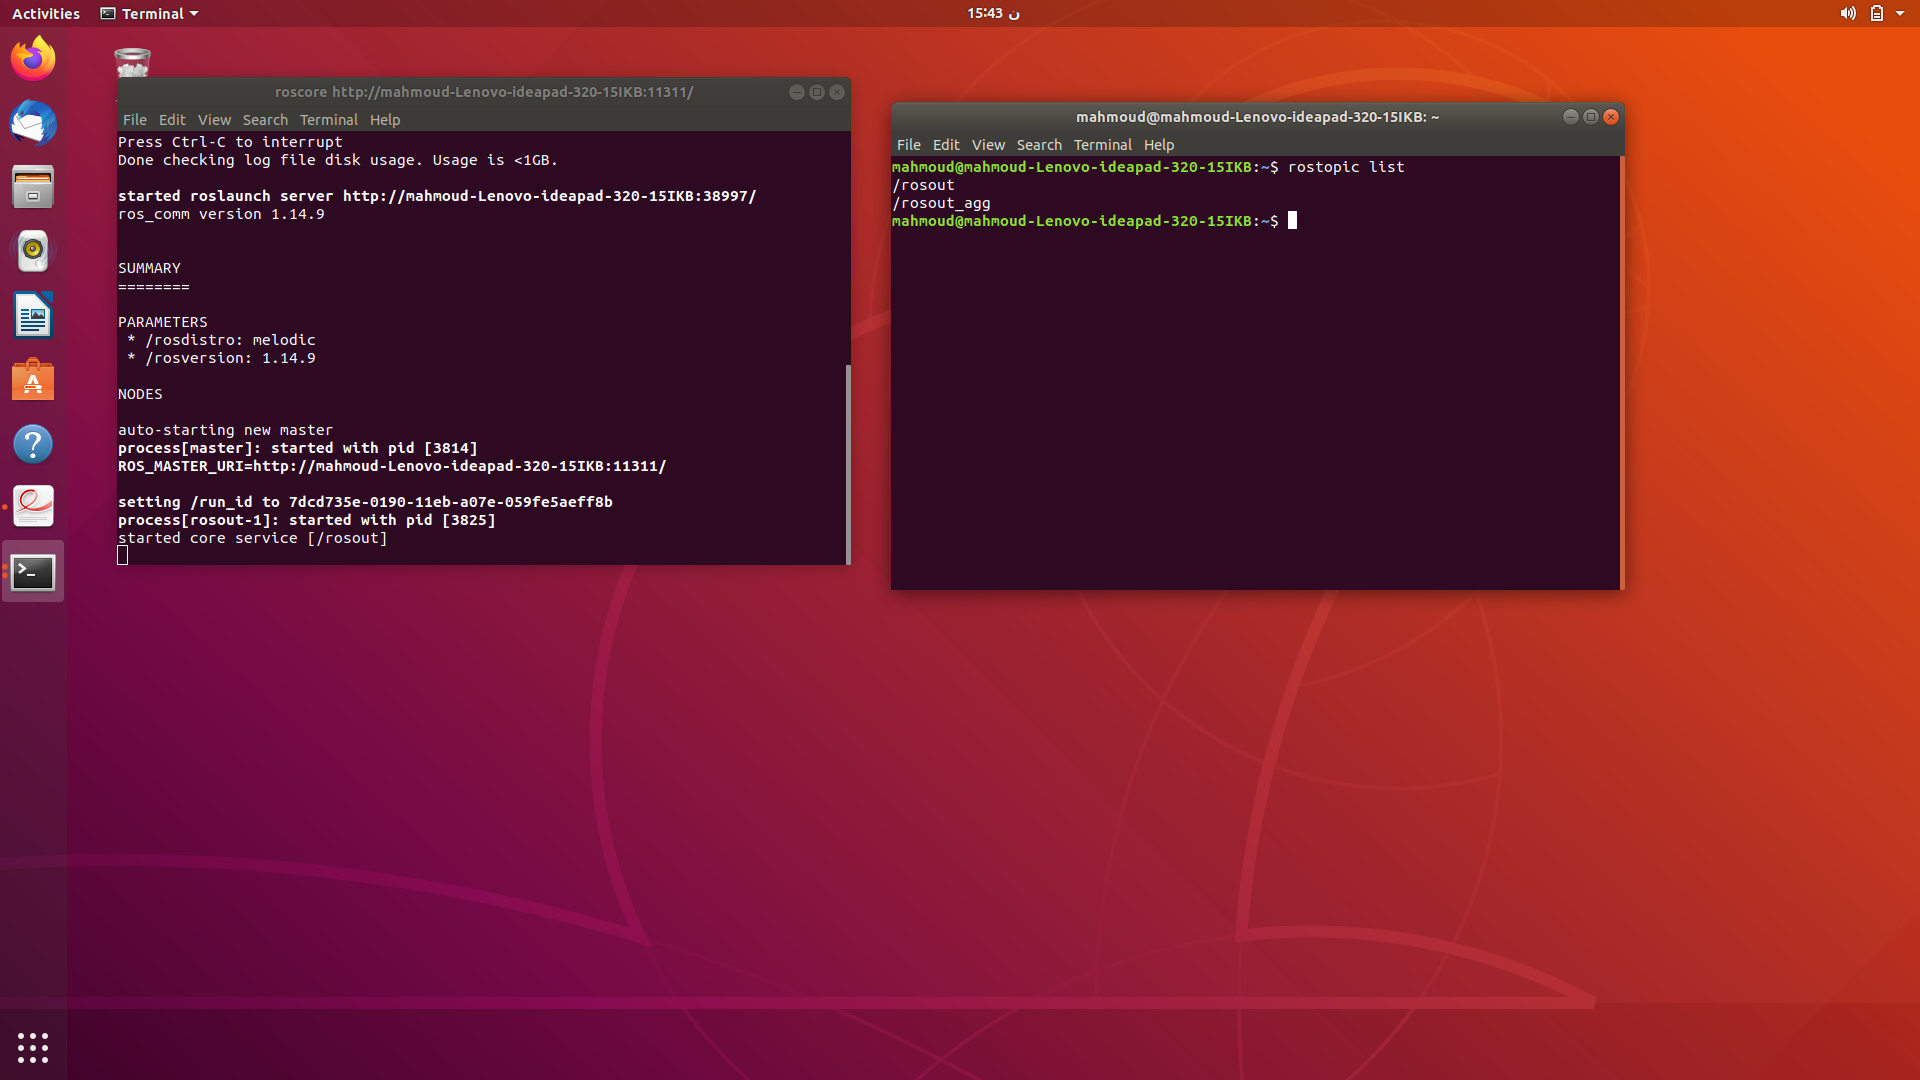 Activities
Terminal
15:43 ن
roscore http://mahmoud-Lenovo-ideapad-320-15IKB:11311/
File Edit View Search Terminal Help
Press Ctrl-C to interrupt
Done checking log file disk usage. Usage is <1GB.
started roslaunch server http://mahmoud-Lenovo-ideapad-320-15IKB:38997/
ros_comm version 1.14.9
SUMMARY
========
PARAMETERS
* /rosdistro: melodic
* /rosversion: 1.14.9
NODES
auto-starting new master
process[master]: started with pid [3814]
ROS_MASTER_URI=http://mahmoud-Lenovo-ideapad-320-15IKB:11311/
setting /run_id to 7dcd735e-0190-11eb-a07e-059fe5aeff8b
process[rosout-1]: started with pid [3825]
started core service [/rosout]
mahmoud@mahmoud-Lenovo-ideapad-320-15IKB: ~
File Edit View Search Terminal Help
mahmoud@mahmoud-Lenovo-ideapad-320-15IKB:~$ rostopic list
/rosout
/rosout_agg
mahmoud@mahmoud-Lenovo-ideapad-320-15IKB:~$